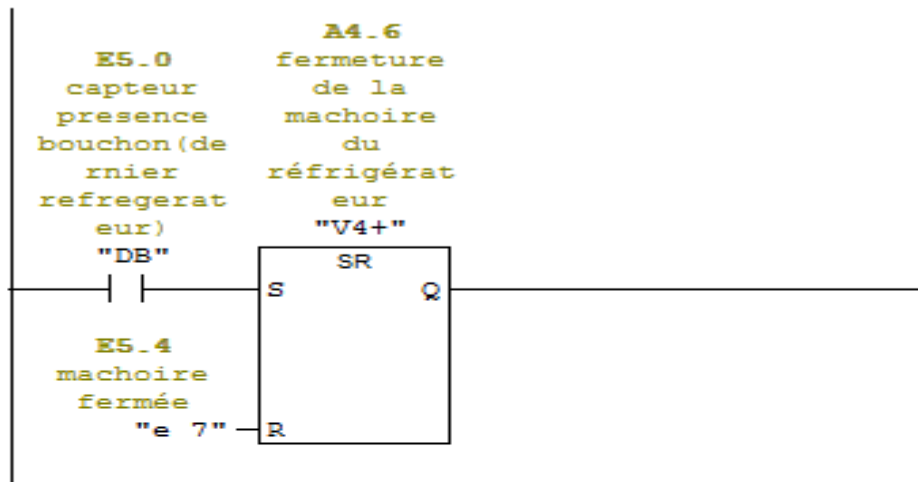 E5.0
capteur
presence
bouchon(de
rnier
refregerat
eur)
"DB"
A4.6
fermeture
de la
machoire
du
réfrigérat
eur
"V4+"
SR
S
Q
E5.4
machoire
fermée
"e 7"
R